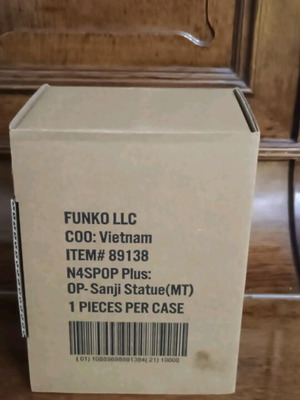 FUNKO LLC
COO: Vietnam
ITEM# 89138
N4SPOP Plus:
OP- Sanji Statue(MT)
1 PIECES PER CASE